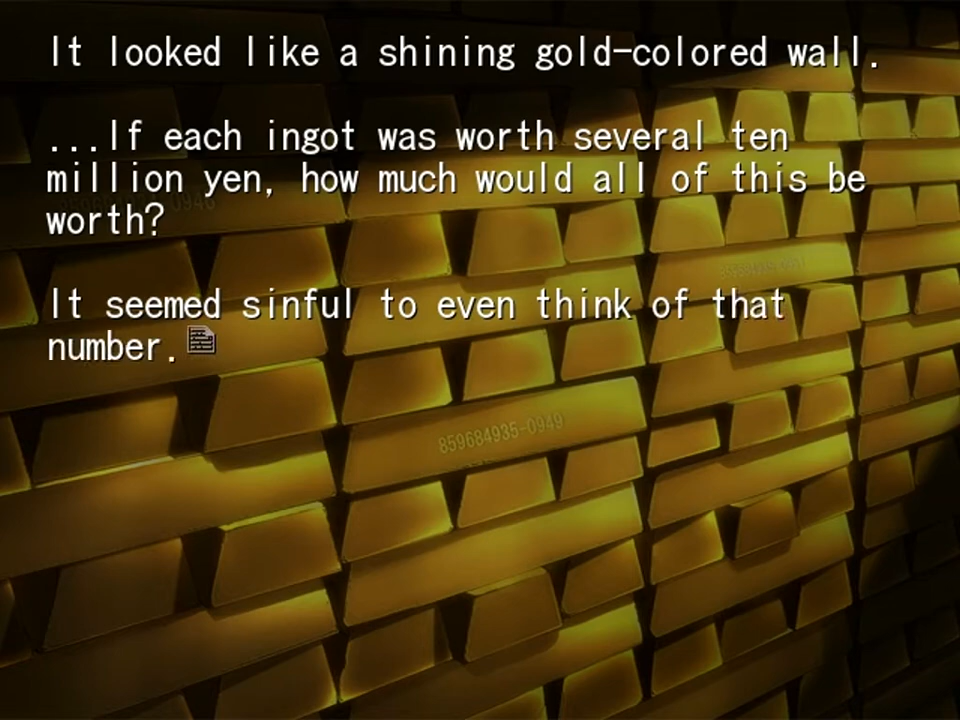 It looked like a shining gold-colored wall.
...If each ingot was worth several ten
million yen, how much would all of this be
worth?
It seemed sinful to even think of that
number.
859684935-0949